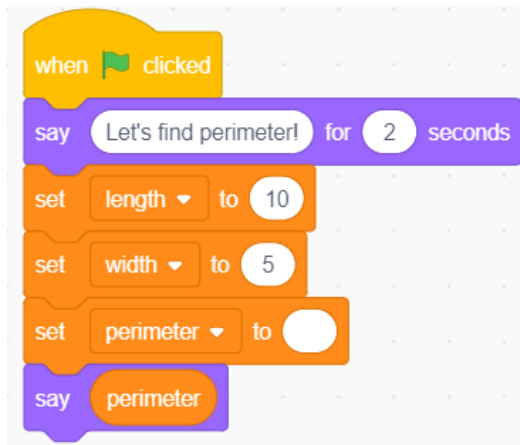 when clicked
say Let's find perimeter! for 2 seconds
set length to 10
set width to 5
set perimeter to
say perimeter